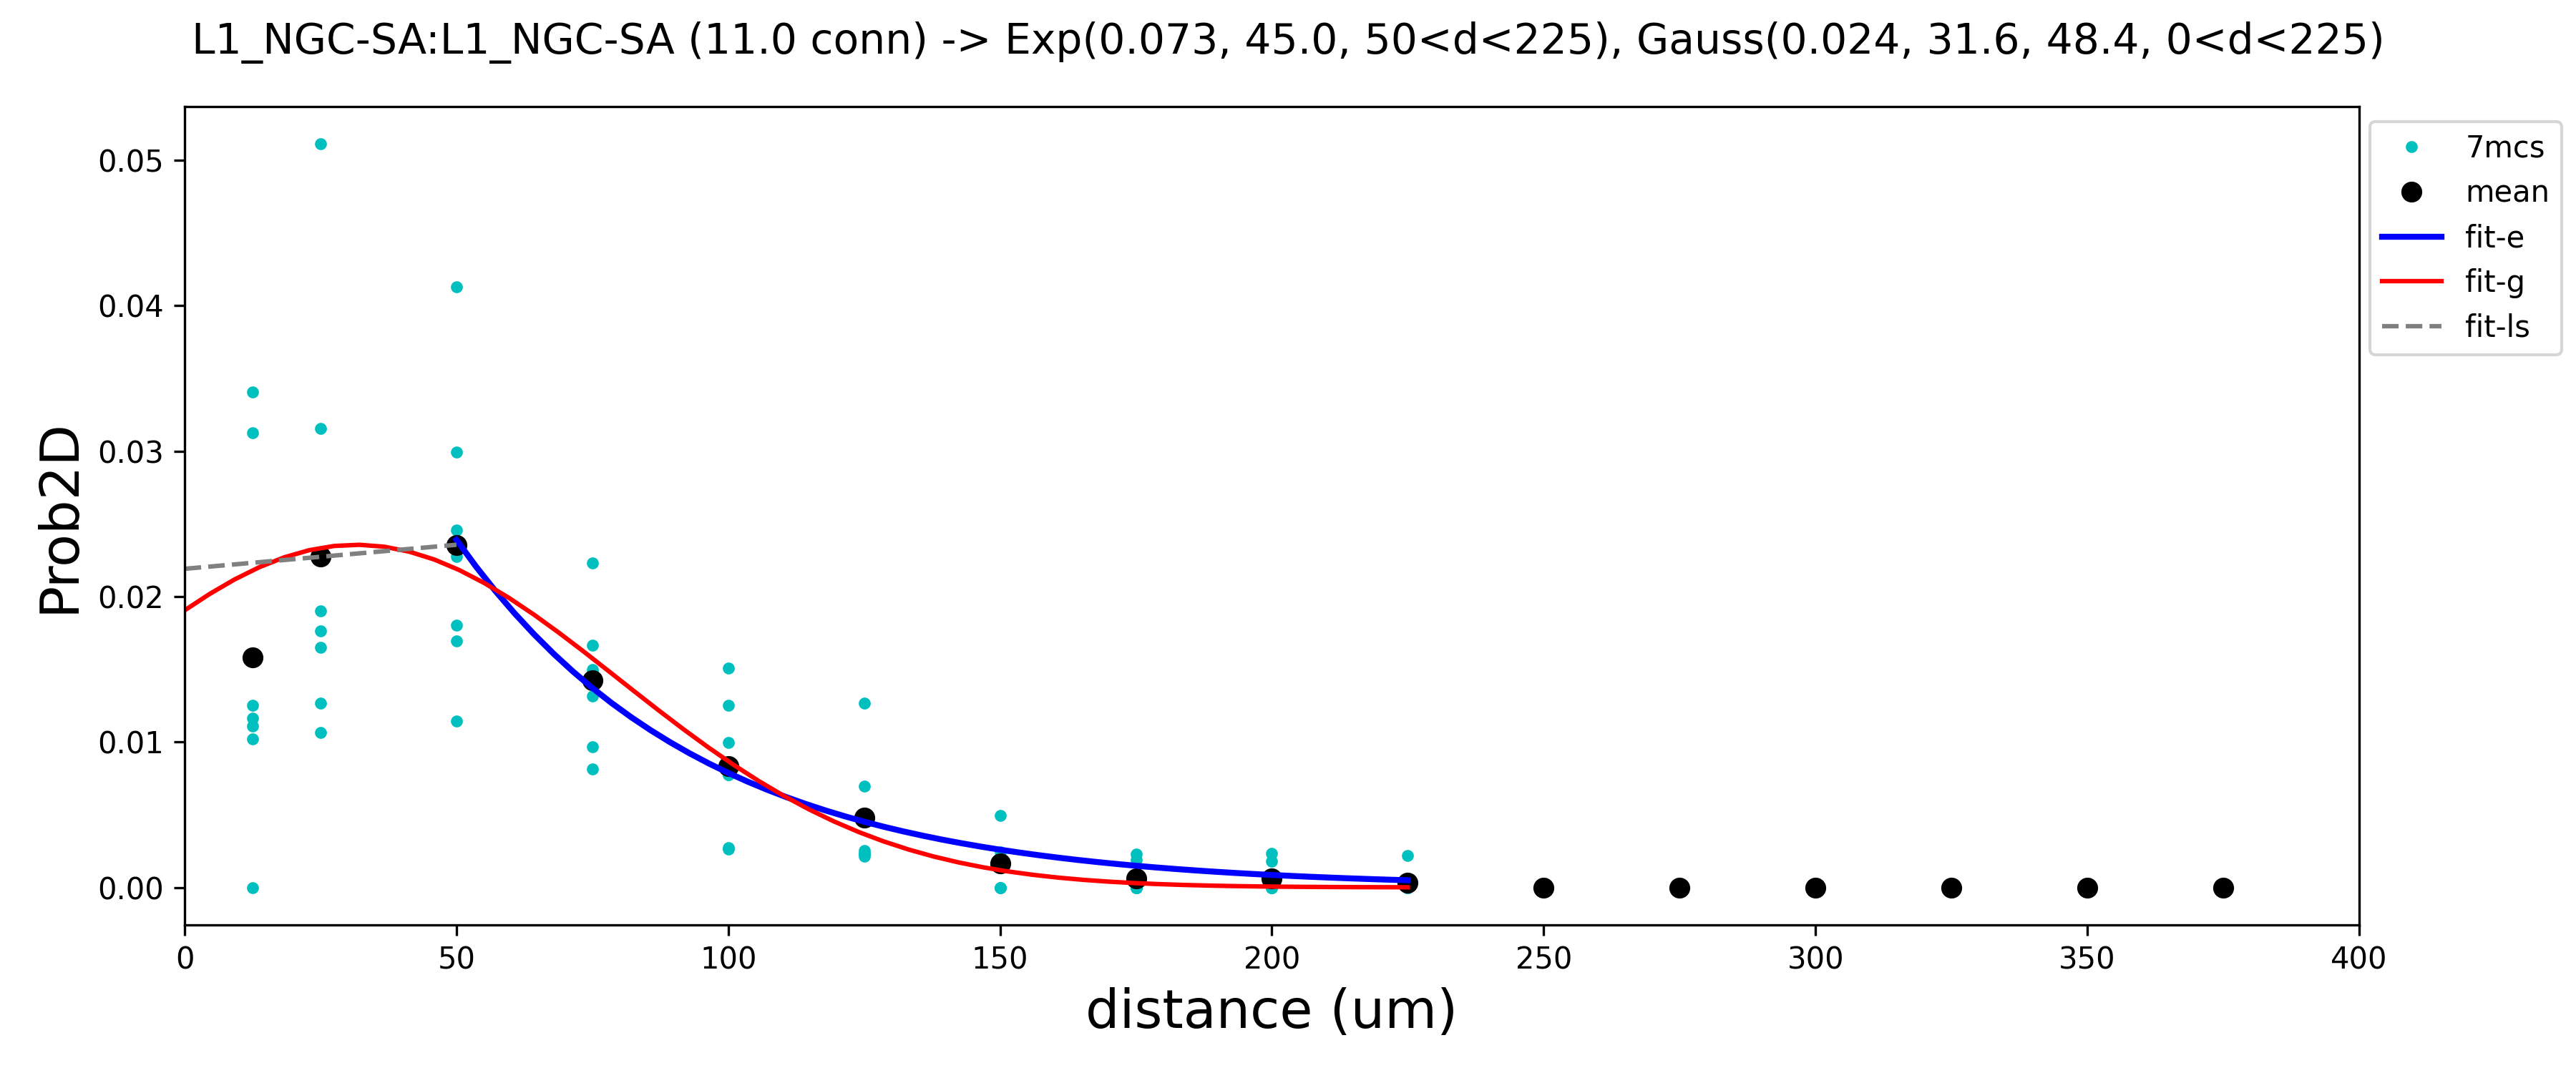 L1_NGC-SA:L1_NGC-SA (11.0 conn) -> Exp(0.073, 45.0, 50<d<225), Gauss(0.024, 31.6, 48.4, 0<d<225)
7mcs
mean
fit-e
fit-g
fit-ls
Prob2D
0.05
0.04
0.03
0.02
0.01
0.00
0 50 100 150 200 250 300 350 400
distance (um)